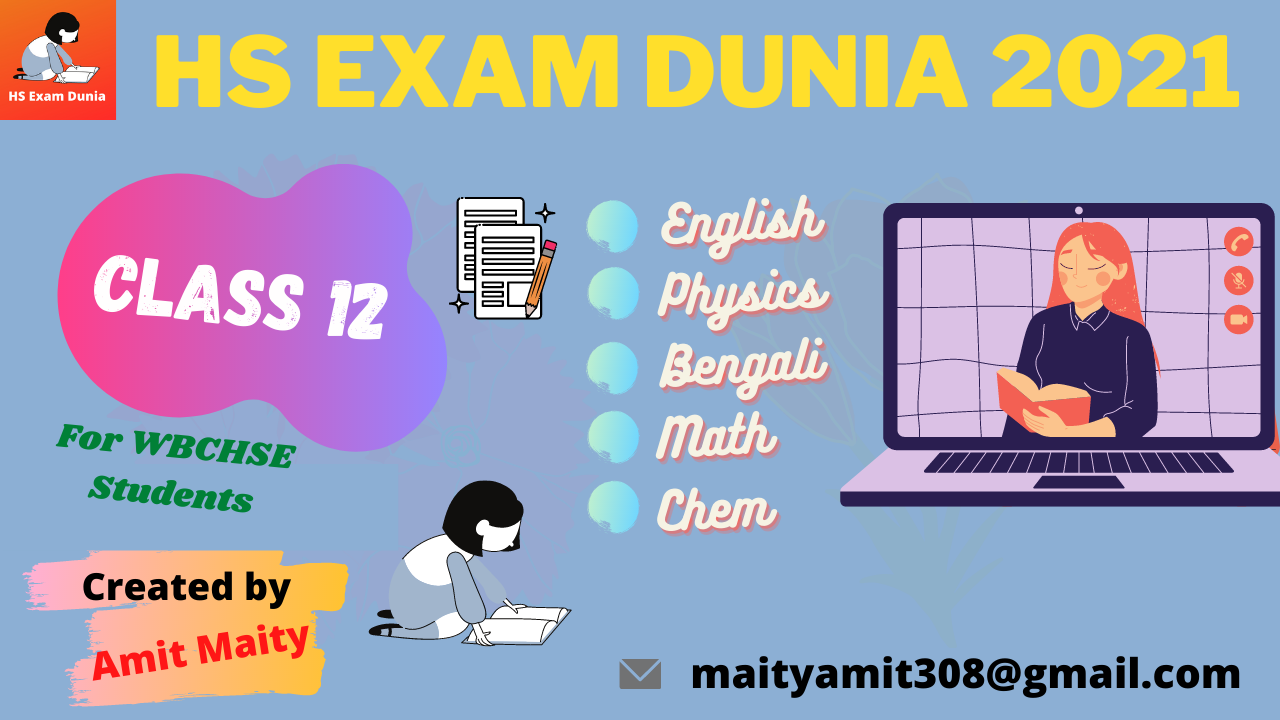 HS Exam Dunia
HS EXAM DUNIA 2021
CLASS 12
For WBCHSE
Students
Created by
Amit Maity
English
Physics
Bengali
Math
Chem
maityamit308@gmail.com